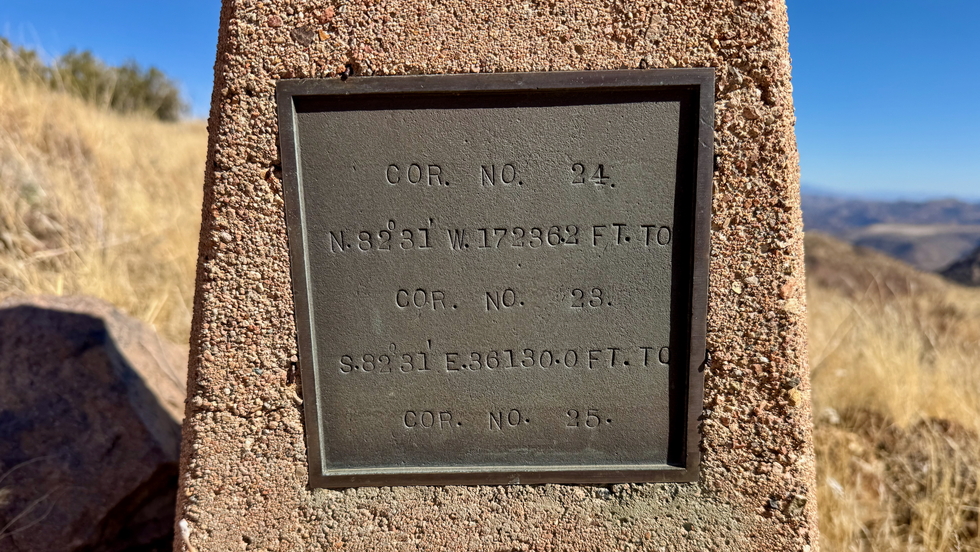 COR. NO. 24.
N.82°31' W.172362 FT. TO
COR. NO. 23.
S.82°31' E.36130.0 FT. TO
COR. NO. 25.